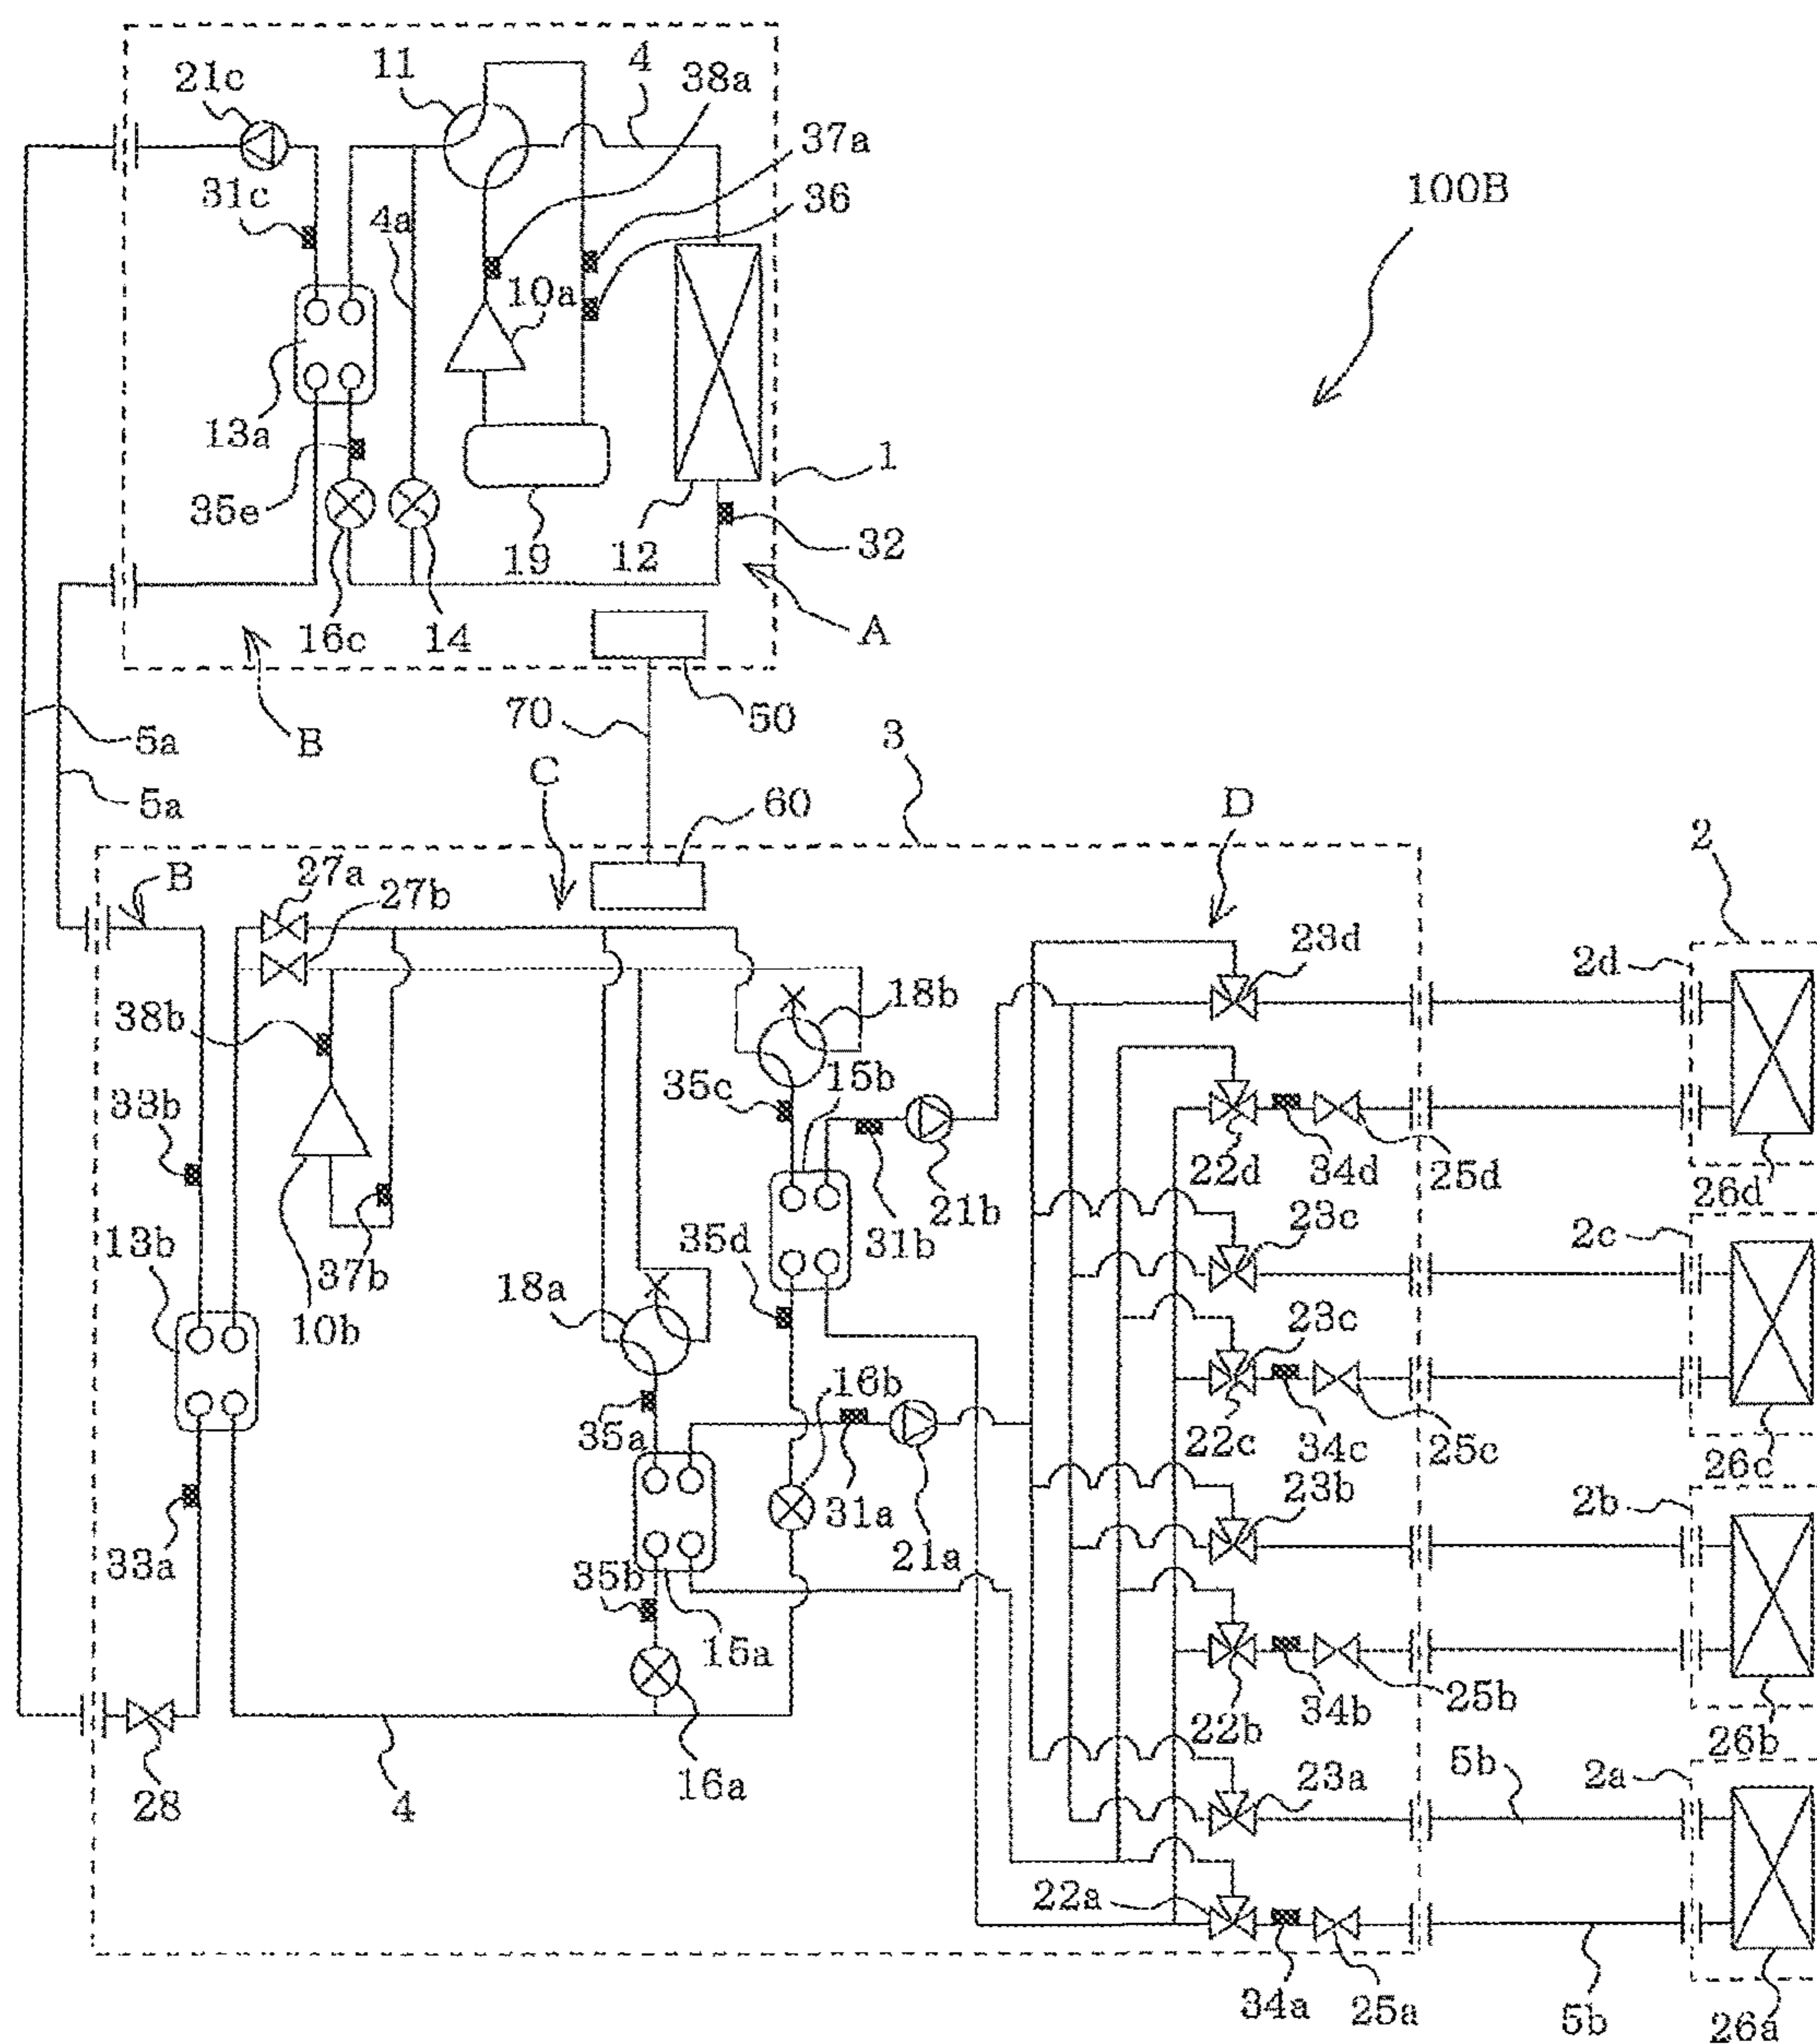 21c
11
4
38a
37a
36
31c
4a
10a
100B
13a
35e
1
19
12
32
16c
14
A
B
50
70
5a
5a
3
C
60
D
2
B
27a
27b
23d
2d
38b
18b
15b
35c
33b
22d
34d
25d
26d
21b
23c
13b
35d
31b
2c
37b
18a
10b
23c
16b
35a
22c
34c
25c
26c
23b
2b
31a
33a
21a
35b
15a
34b
25b
22b
26b
28
4
16a
23a
5b
2a
22a
34a
25a
5b
26a